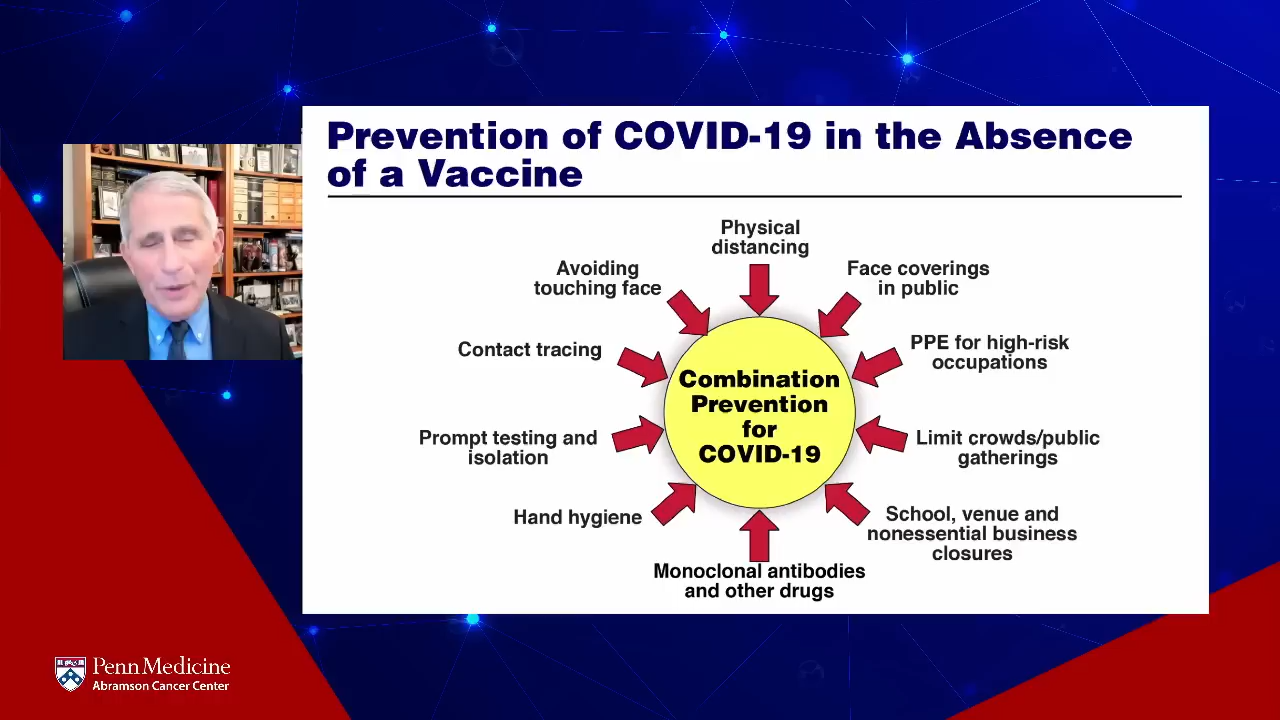 Prevention of COVID-19 in the Absence
of a Vaccine
Physical
distancing
Avoiding
touching face
Face coverings
in public
Contact tracing
PPE for high-risk
occupations
Combination
Prevention
for
COVID-19
Prompt testing and
isolation
Limit crowds/public
gatherings
Hand hygiene
School, venue and
nonessential business
closures
Monoclonal antibodies
and other drugs
Penn Medicine
Abramson Cancer Center